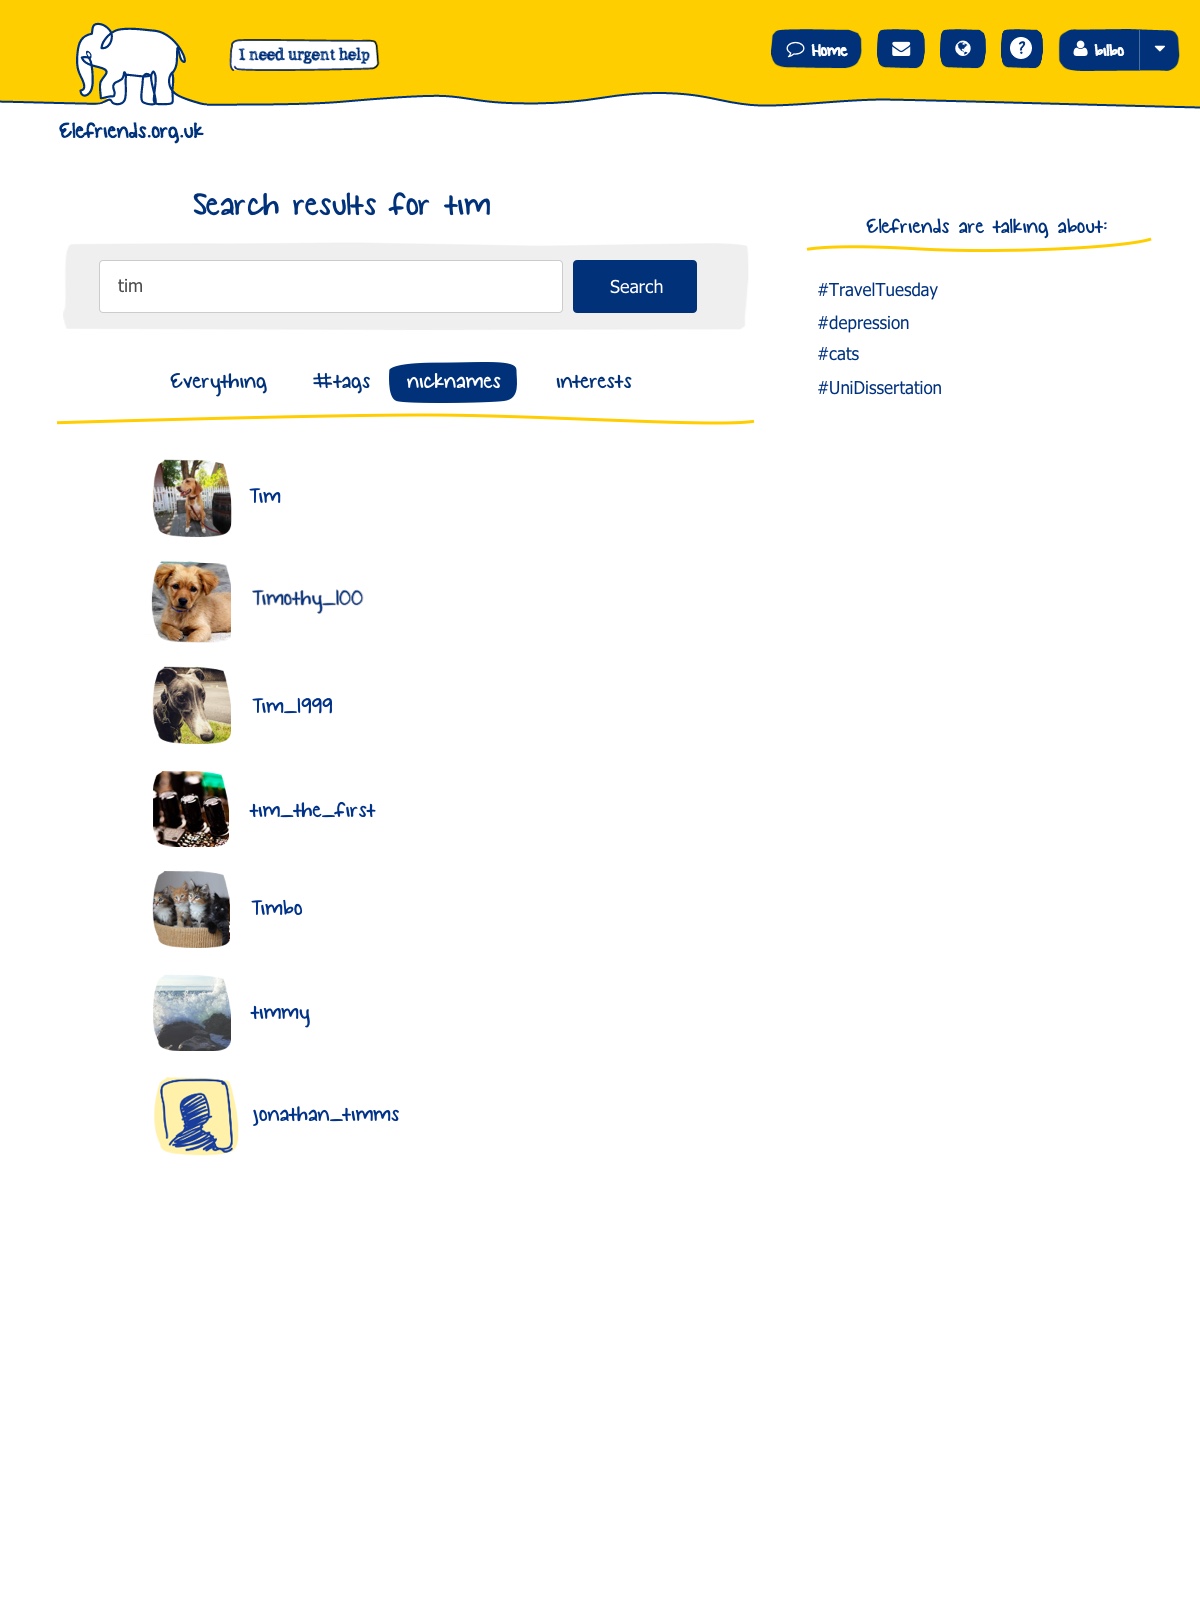 I need urgent help
Home
?
bilbo
Elefriends.org.uk
Search results for tim
tim
Search
Everything
#tags
nicknames
interests
Tim
Timothy_100
Tim_1999
tim_the_first
Timbo
timmy
jonathan_timms
Elefriends are talking about:
#TravelTuesday
#depression
#cats
#UniDissertation